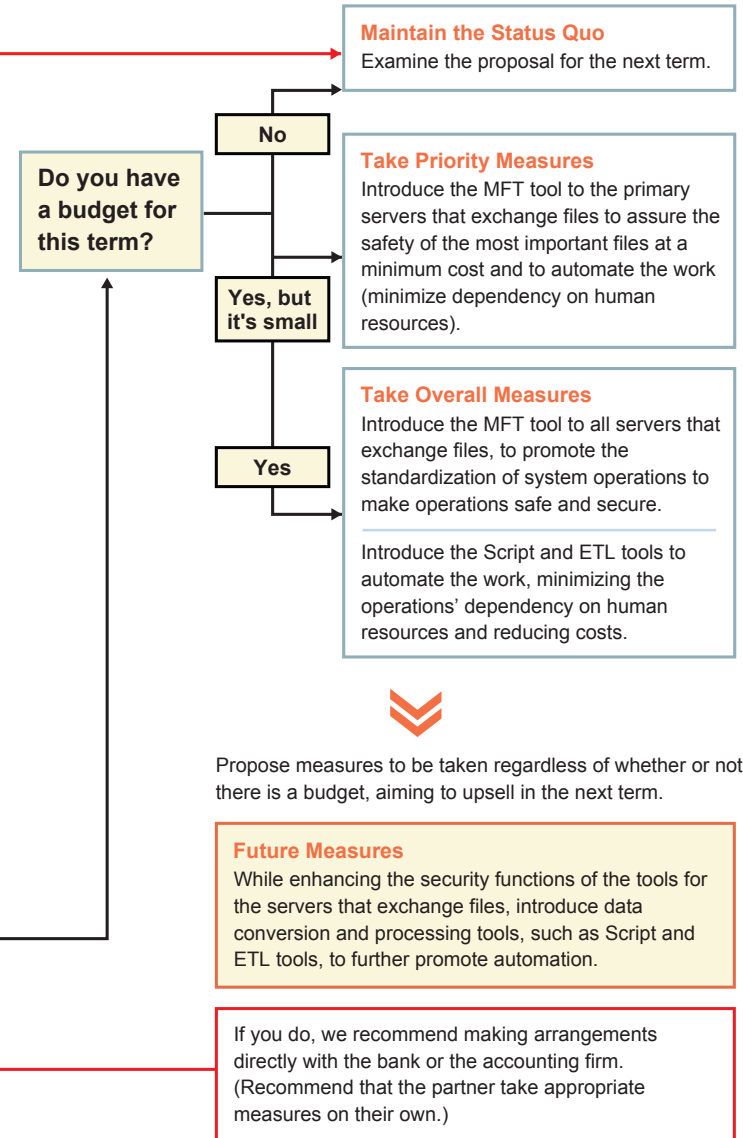 Maintain the Status Quo
Examine the proposal for the next term.
No
Do you have
a budget for
this term?
Take Priority Measures
Introduce the MFT tool to the primary
servers that exchange files to assure the
safety of the most important files at a
minimum cost and to automate the work
(minimize dependency on human
resources).
Yes, but
it's small
Take Overall Measures
Introduce the MFT tool to all servers that
exchange files, to promote the
standardization of system operations to
make operations safe and secure.
Yes
Introduce the Script and ETL tools to
automate the work, minimizing the
operations’ dependency on human
resources and reducing costs.
Propose measures to be taken regardless of whether or not
there is a budget, aiming to upsell in the next term.
Future Measures
While enhancing the security functions of the tools for
the servers that exchange files, introduce data
conversion and processing tools, such as Script and
ETL tools, to further promote automation.
If you do, we recommend making arrangements
directly with the bank or the accounting firm.
(Recommend that the partner take appropriate
measures on their own.)